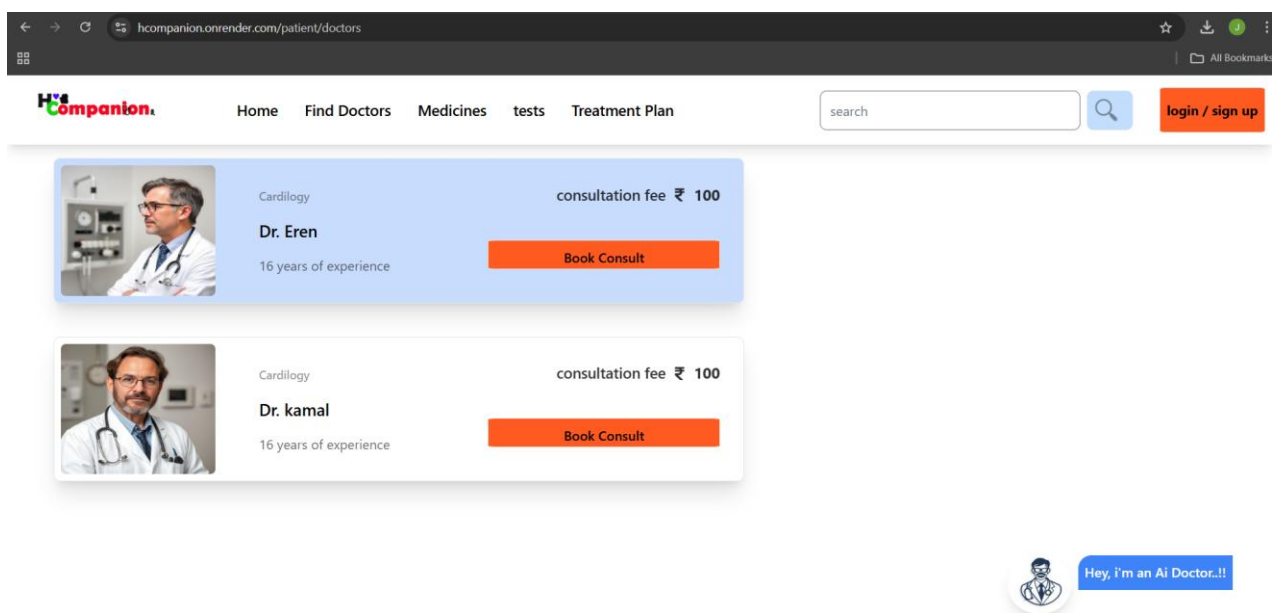 hcompanion.onrender.com/patient/doctors
J
All Bookmarks
Companion
Home Find Doctors Medicines tests Treatment Plan search login / sign up
Cardilogy
consultation fee ₹ 100
Dr. Eren
16 years of experience
Book Consult
Cardilogy
consultation fee ₹ 100
Dr. kamal
16 years of experience
Book Consult
Hey, i'm an Ai Doctor..!!